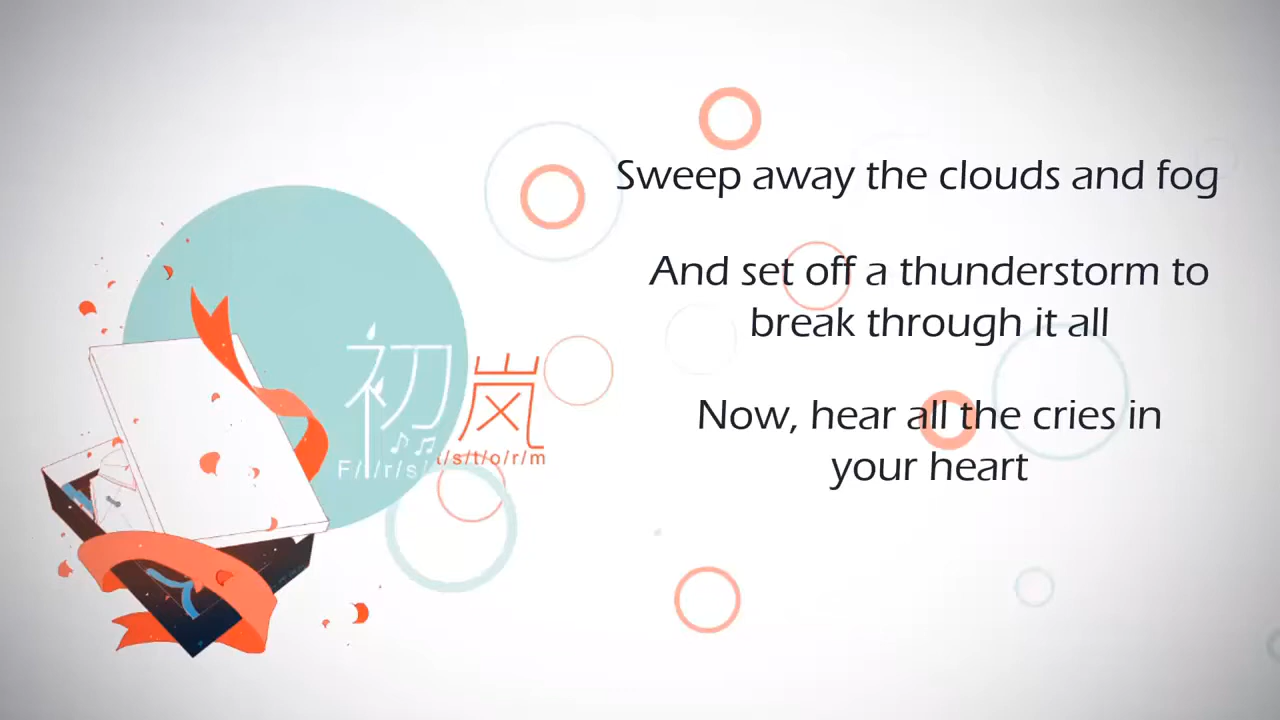 初岚
F/i/r/s/t/s/t/o/r/m
Sweep away the clouds and fog
And set off a thunderstorm to
break through it all
Now, hear all the cries in
your heart